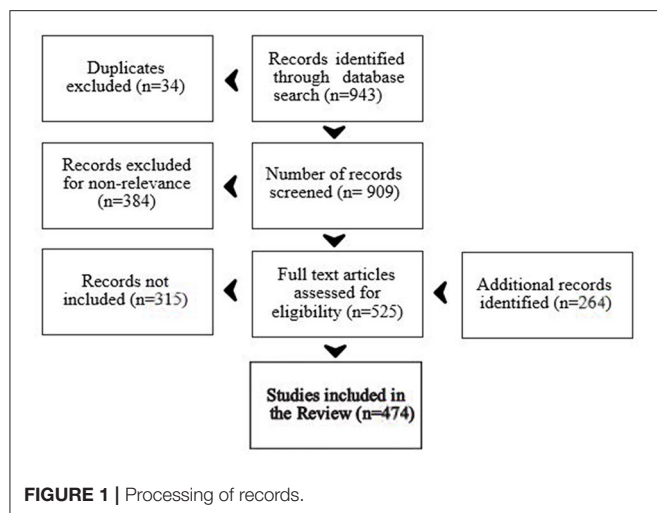 Duplicates
excluded (n=34)
Records identified
through database
search (n=943)
Records excluded
for non-relevance
(n=384)
Number of records
screened (n= 909)
Records not
included (n=315)
Full text articles
assessed for
eligibility (n=525)
Additional records
identified (n=264)
Studies included in
the Review (n=474)
FIGURE 1 | Processing of records.